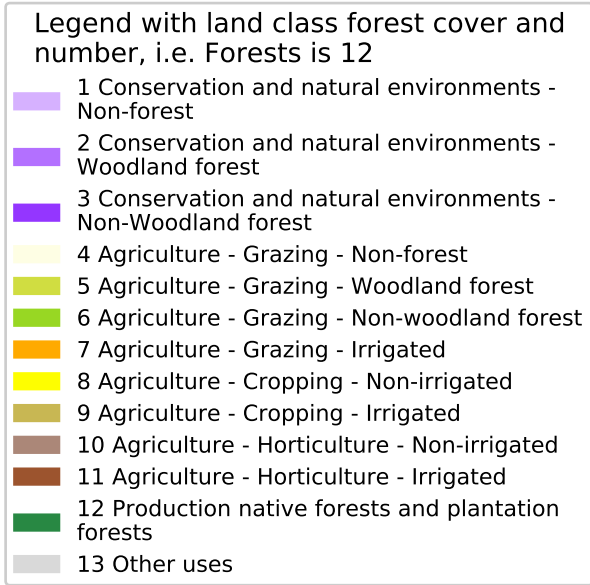 Legend with land class forest cover and
number, i.e. Forests is 12
1 Conservation and natural environments -
Non-forest
2 Conservation and natural environments -
Woodland forest
3 Conservation and natural environments -
Non-Woodland forest
4 Agriculture - Grazing - Non-forest
5 Agriculture - Grazing - Woodland forest
6 Agriculture - Grazing - Non-woodland forest
7 Agriculture - Grazing - Irrigated
8 Agriculture - Cropping - Non-irrigated
9 Agriculture - Cropping - Irrigated
10 Agriculture - Horticulture - Non-irrigated
11 Agriculture - Horticulture - Irrigated
12 Production native forests and plantation
forests
13 Other uses